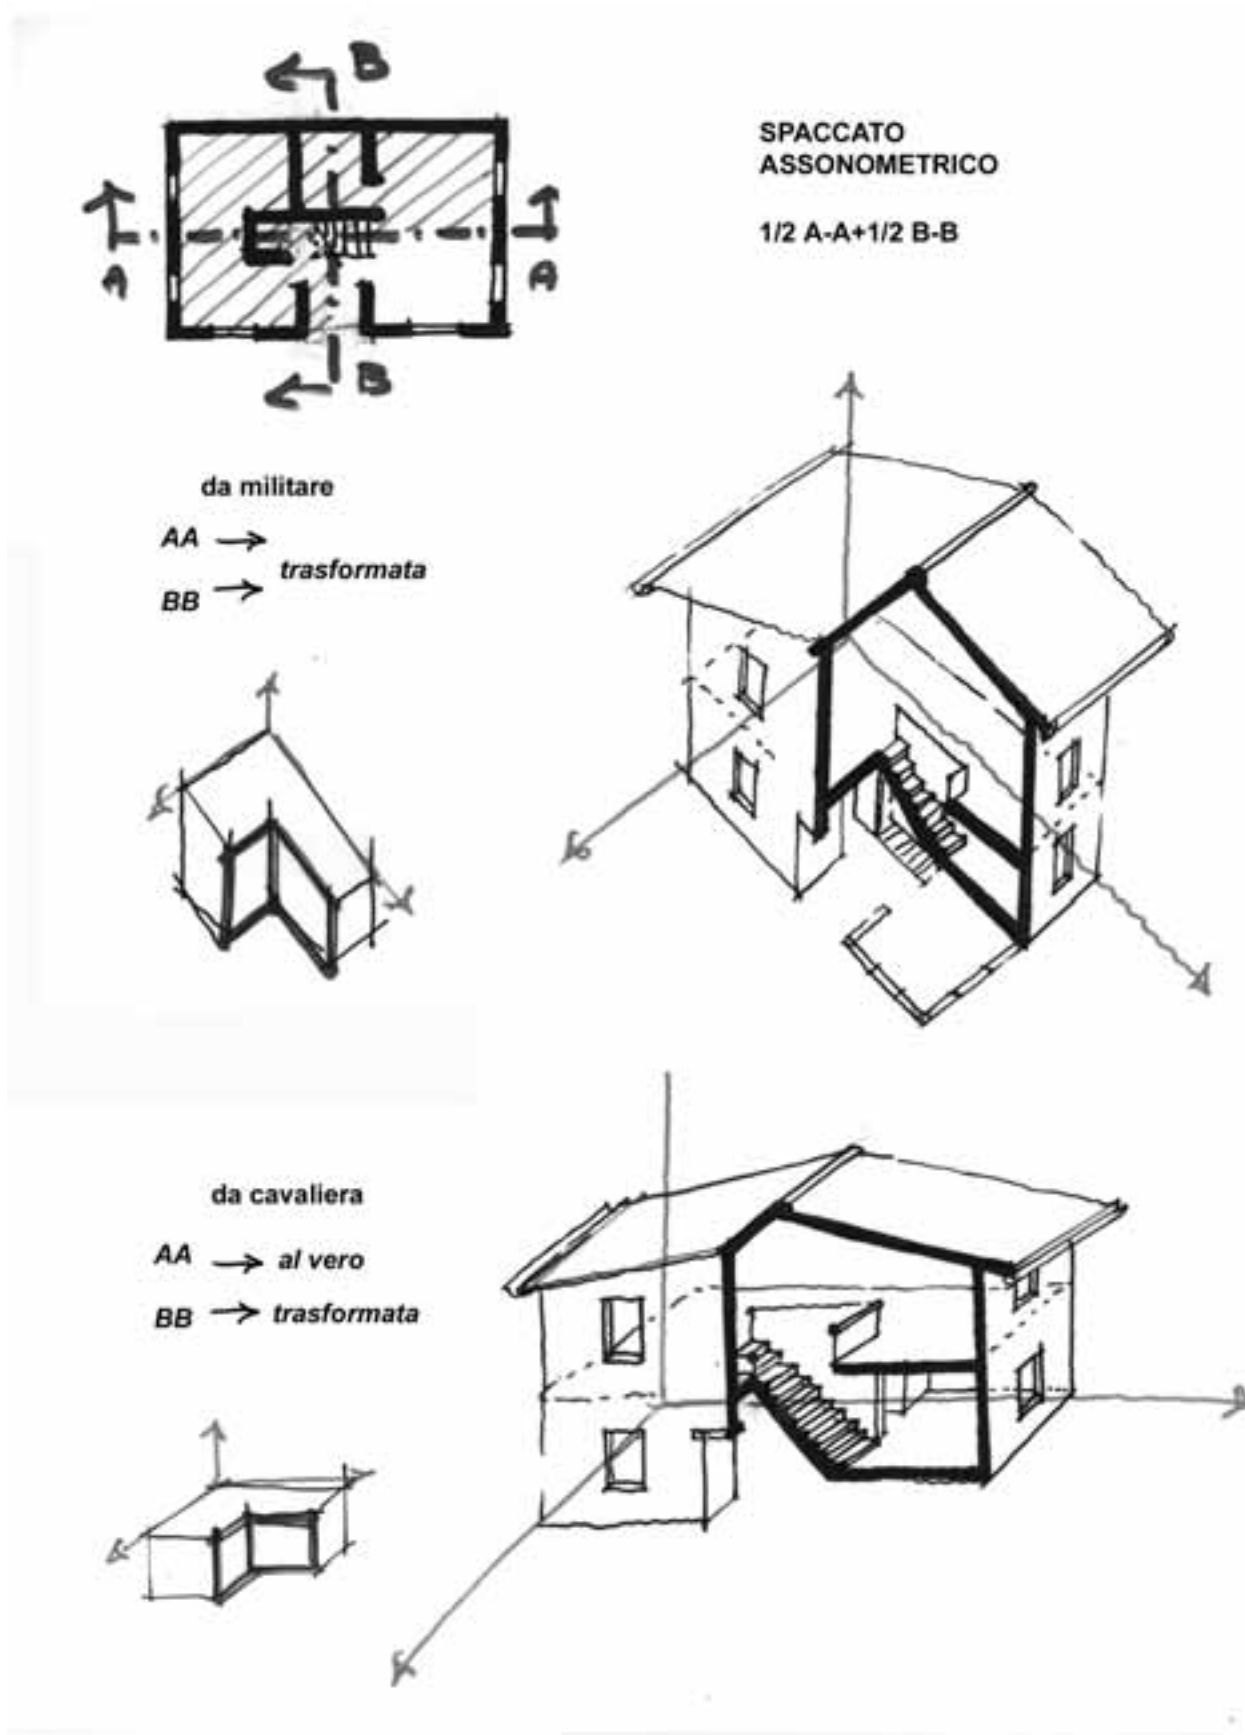 B
SPACCATO
ASSONOMETRICO
1/2 A-A+1/2 B-B
A
A
B
da militare
AA
trasformata
BB
da cavaliera
AA al vero
BB trasformata